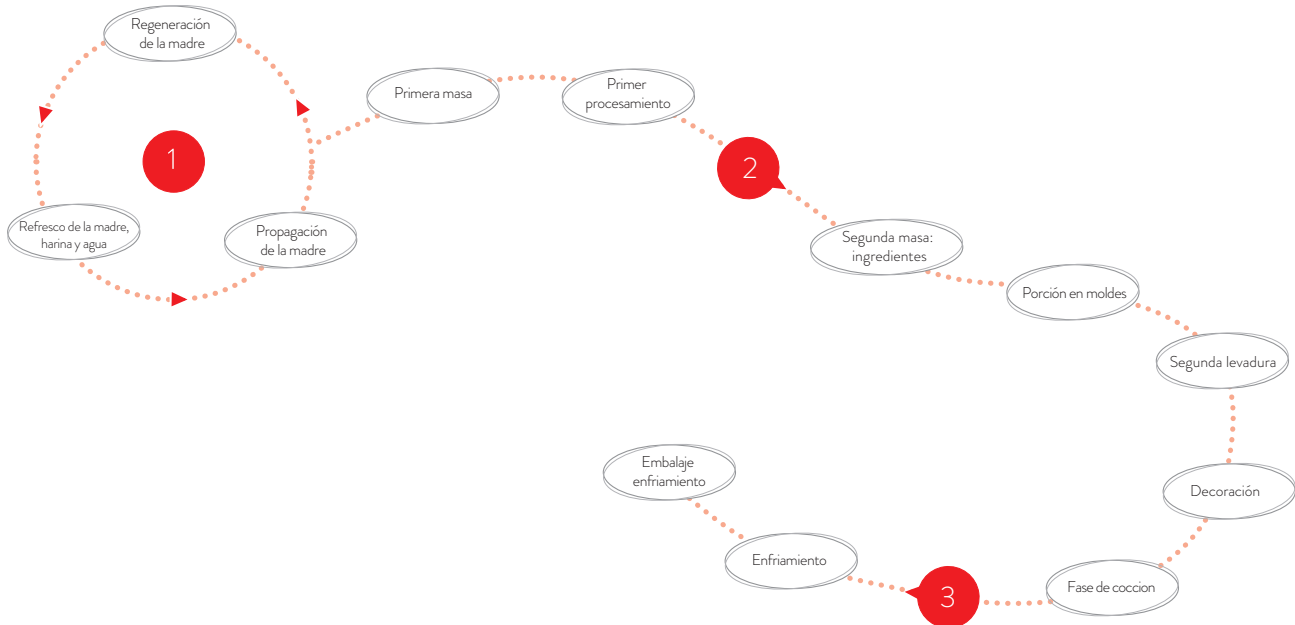 Regeneración
de la madre
1
Refresco de la madre,
harina y agua
Propagación
de la madre
Primera masa
Primer
procesamiento
2
Segunda masa:
ingredientes
Porción en moldes
Segunda levadura
Decoración
Fase de coccion
3
Enfriamiento
Embalaje
enfriamiento